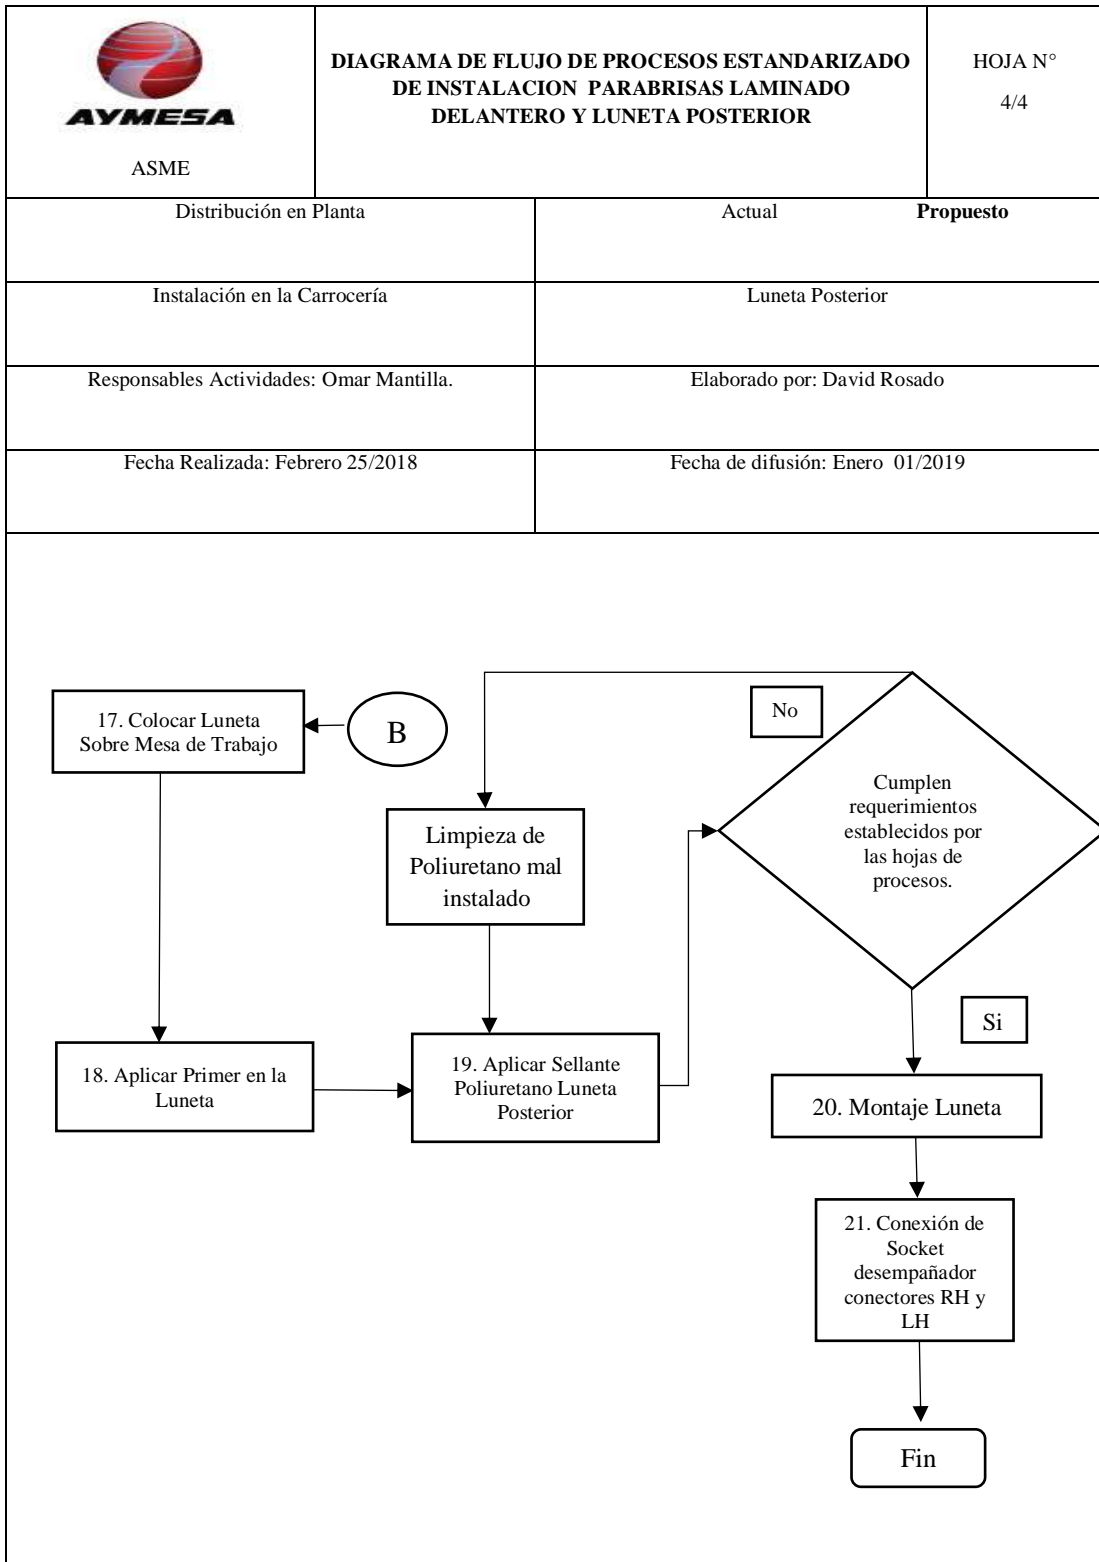 AYMESA
ASME
DIAGRAMA DE FLUJO DE PROCESOS ESTANDARIZADO
DE INSTALACION PARABRISAS LAMINADO
DELANTERO Y LUNETA POSTERIOR
HOJA N°
4/4
Distribución en Planta
Actual Propuesto
Instalación en la Carrocería
Luneta Posterior
Responsables Actividades: Omar Mantilla.
Elaborado por: David Rosado
Fecha Realizada: Febrero 25/2018
Fecha de difusión: Enero 01/2019
17. Colocar Luneta
Sobre Mesa de Trabajo
B
No
Cumplen
requerimientos
establecidos por
las hojas de
procesos.
Limpieza de
Poliuretano mal
instalado
Si
18. Aplicar Primer en la
Luneta
19. Aplicar Sellante
Poliuretano Luneta
Posterior
20. Montaje Luneta
21. Conexión de
Socket
desempañador
conectores RH y
LH
Fin